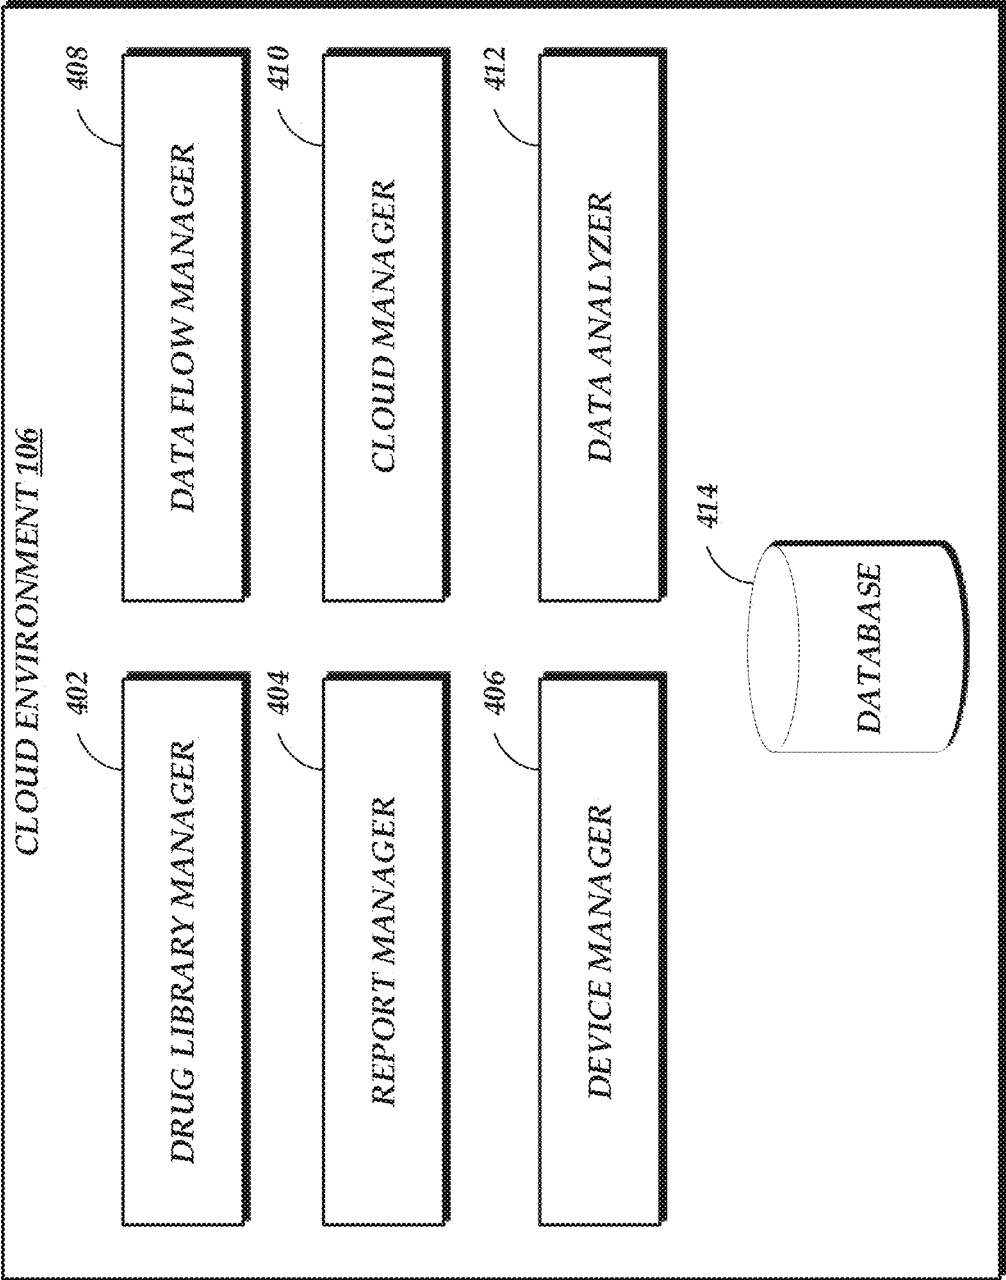 CLOUD ENVIRONMENT 106
402
DRUG LIBRARY MANAGER
408
DATA FLOW MANAGER
404
REPORT MANAGER
410
CLOUD MANAGER
406
DEVICE MANAGER
412
DATA ANALYZER
414
DATABASE